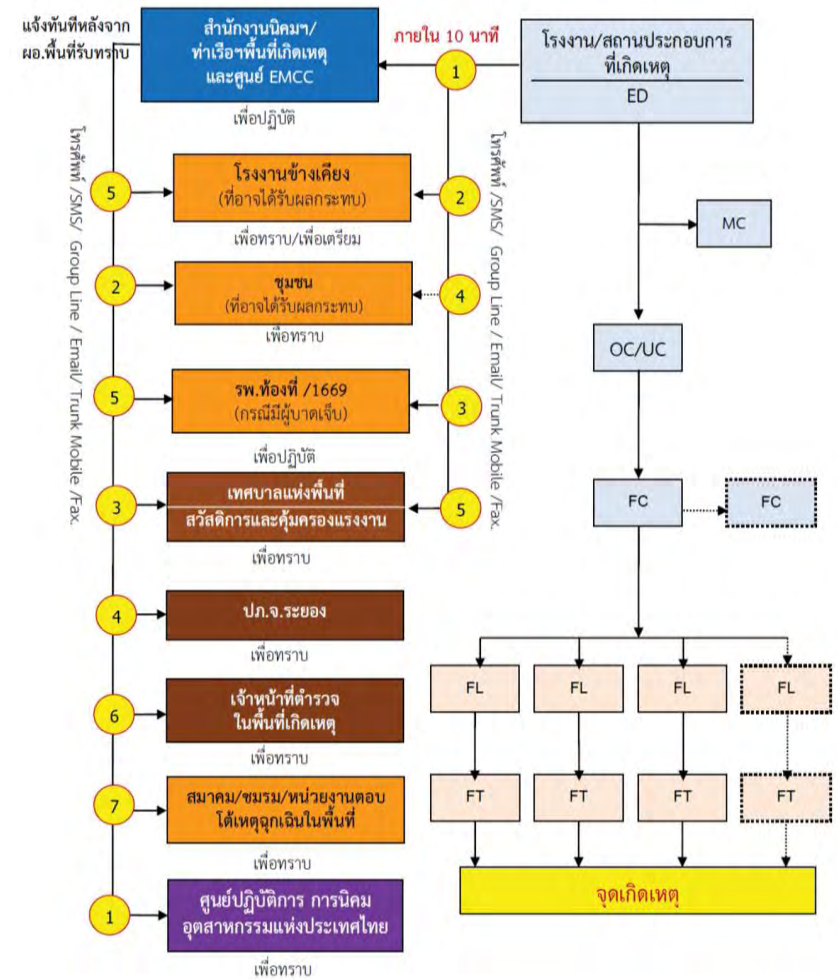 แจ้งทันทีหลังจาก
ผอ.พื้นที่รับทราบ
สำนักงานนิคมฯ/
ท่าเรือฯพื้นที่เกิดเหตุ
และศูนย์ EMCC
เพื่อปฏิบัติ
ภายใน 10 นาที
1
โรงงาน/สถานประกอบการ
ที่เกิดเหตุ
ED
โทรศัพท์ /SMS/ Group Line / Email/ Trunk Mobile /Fax.
5
โรงงานข้างเคียง
(ที่อาจได้รับผลกระทบ)
2
เพื่อทราบ/เพื่อเตรียม
2
ชุมชน
(ที่อาจได้รับผลกระทบ)
4
เพื่อทราบ
5
รพ.ท้องที่ /1669
(กรณีมีผู้บาดเจ็บ)
3
เพื่อปฏิบัติ
3
เทศบาลแห่งพื้นที่
สวัสดิการและคุ้มครองแรงงาน
5
เพื่อทราบ
โทรศัพท์ /SMS/ Group Line / Email/ Trunk Mobile /Fax.
4
ปภ.จ.ระยอง
เพื่อทราบ
6
เจ้าหน้าที่ตำรวจ
ในพื้นที่เกิดเหตุ
เพื่อทราบ
7
สมาคม/ชมรม/หน่วยงานตอบ
โต้เหตุฉุกเฉินในพื้นที่
เพื่อทราบ
1
ศูนย์ปฏิบัติการ การนิคม
อุตสาหกรรมแห่งประเทศไทย
เพื่อทราบ
MC
OC/UC
FC
FC
FL
FL
FL
FL
FT
FT
FT
FT
จุดเกิดเหตุ